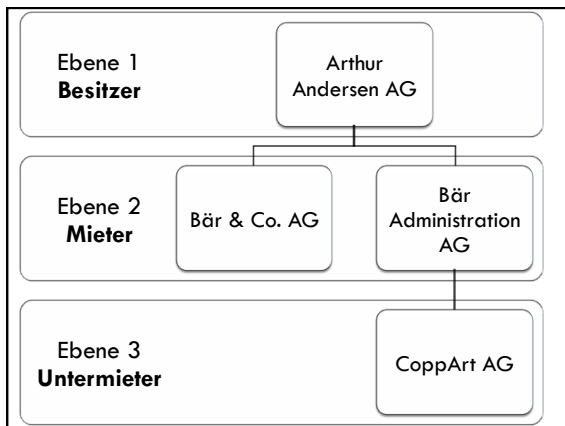 Ebene 1
Besitzer
Arthur
Andersen AG
Ebene 2
Mieter
Bär & Co. AG
Bär
Administration
AG
Ebene 3
Untermieter
CoppArt AG